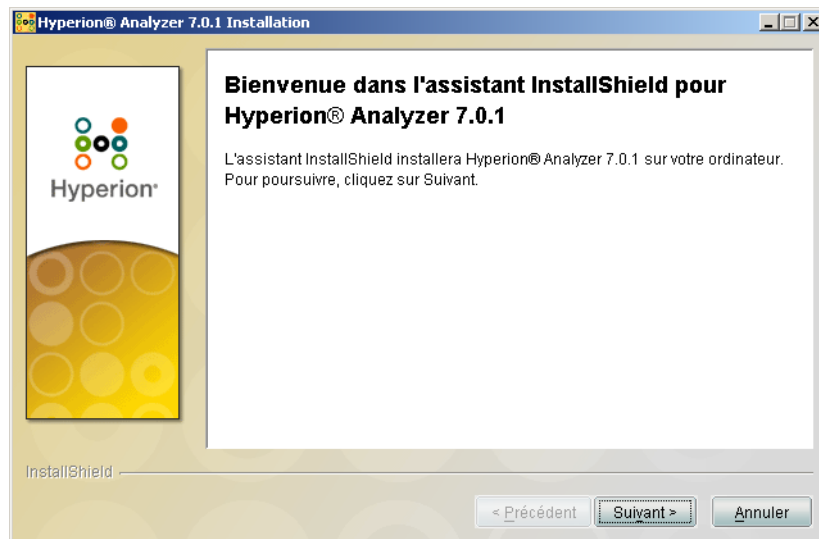 Hyperion® Analyzer 7.0.1 Installation
Bienvenue dans l'assistant InstallShield pour
Hyperion® Analyzer 7.0.1
L'assistant InstallShield installera Hyperion® Analyzer 7.0.1 sur votre ordinateur.
Pour poursuivre, cliquez sur Suivant.
Hyperion®
InstallShield
< Précédent
Suivant >
Annuler